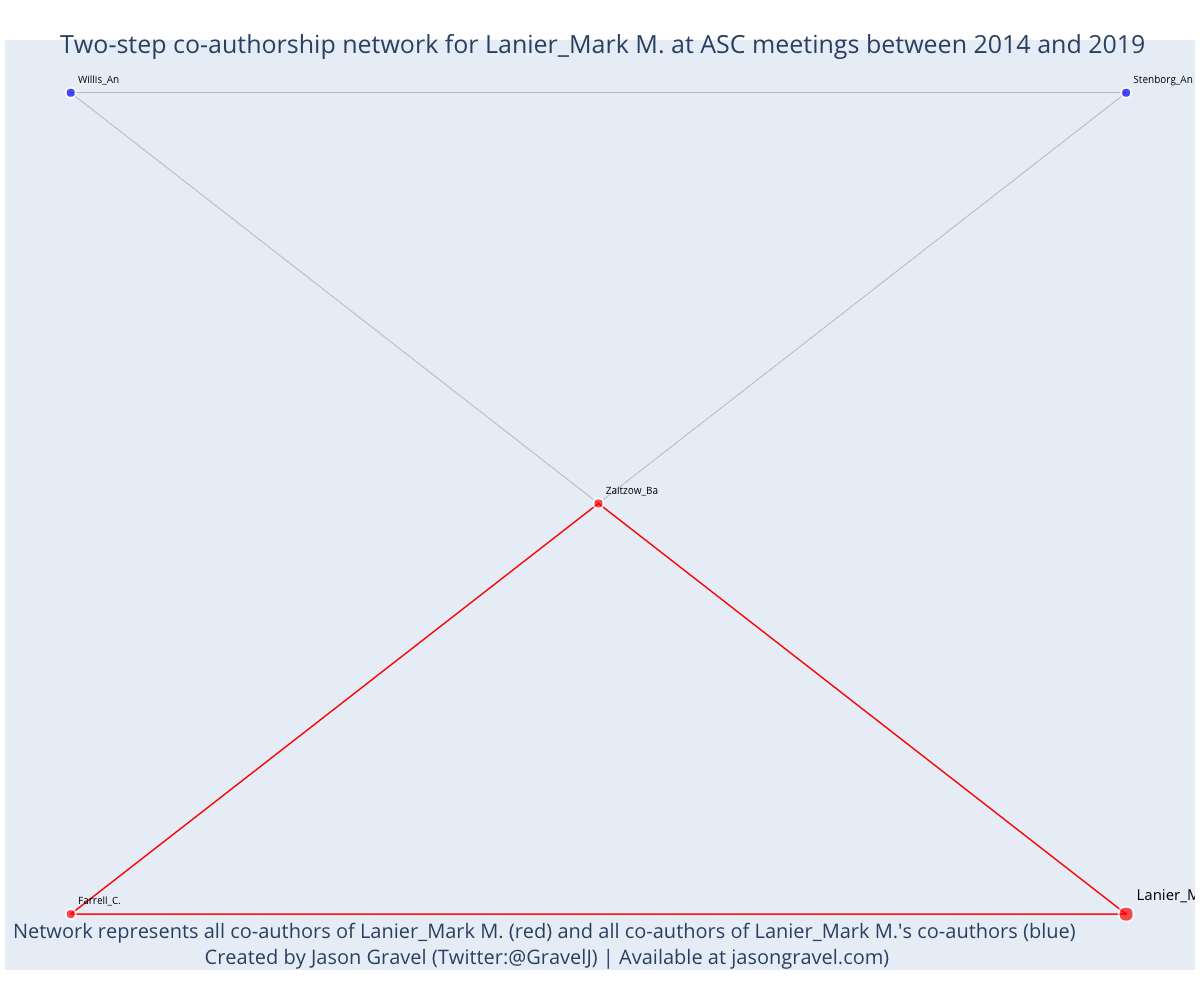 Two-step co-authorship network for Lanier_Mark M. at ASC meetings between 2014 and 2019
Willis_An
Stenborg_An
Zaitzow_Ba
Farrell_C.
Lanier_M
Network represents all co-authors of Lanier_Mark M. (red) and all co-authors of Lanier_Mark M.'s co-authors (blue)
Created by Jason Gravel (Twitter:@GravelJ) | Available at jasongravel.com)